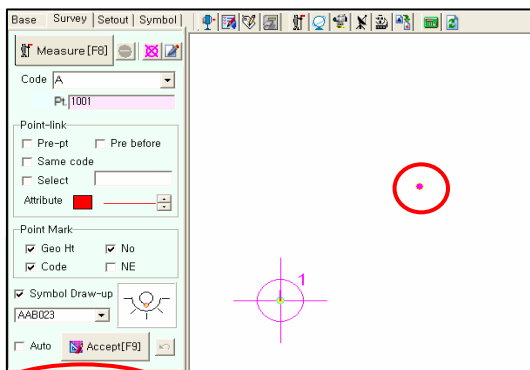 Base Survey Setout Symbol
Measure [F8]
Code A
Pt. 1001
Point-link
Pre-pt Pre before
Same code
Select
Attribute
Point Mark
Geo Ht No
Code NE
Symbol Draw-up
AAB023
Auto Accept[F9]
1